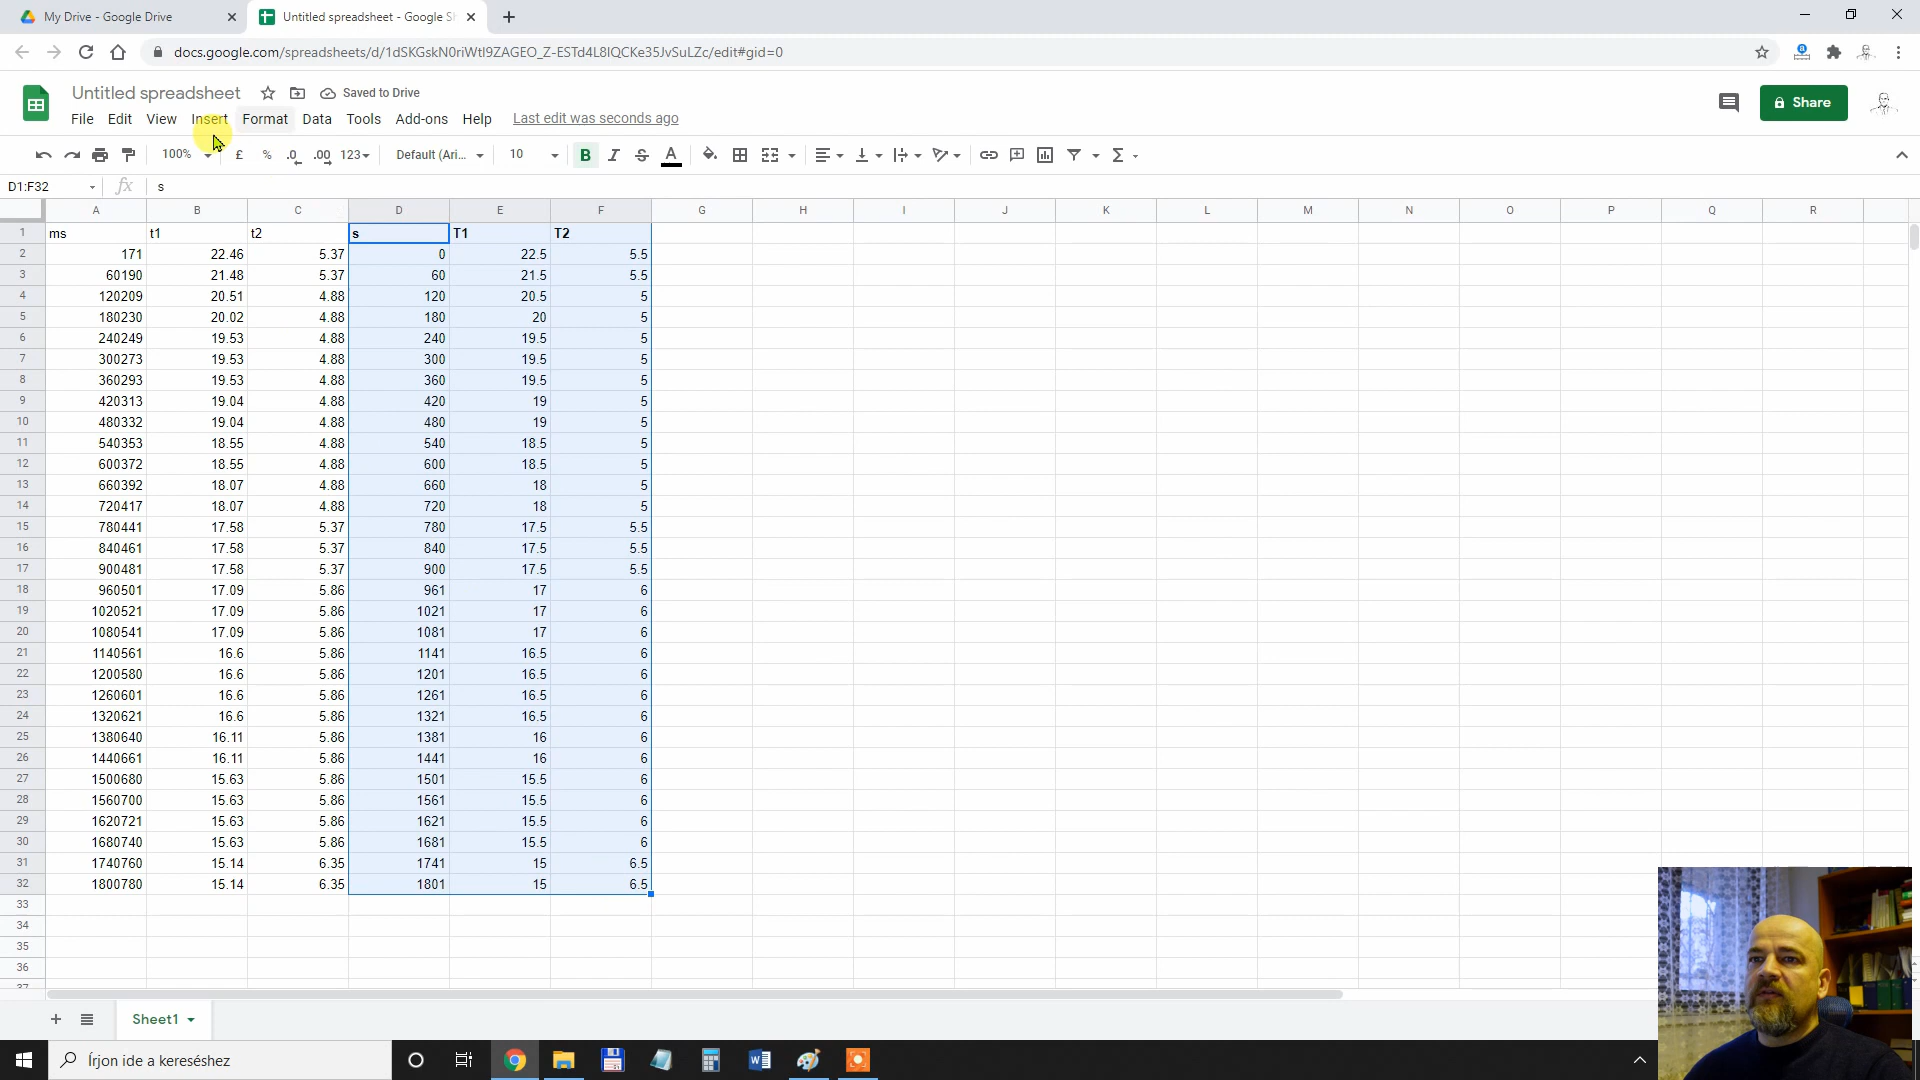 My Drive - Google Drive
Untitled spreadsheet - Google Sh
docs.google.com/spreadsheets/d/1dSKGskN0riWtI9ZAGEO_Z-ESTd4L8IQCKe35JvSuLZc/edit#gid=0
Untitled spreadsheet
Saved to Drive
Share
File Edit View Insert Format Data Tools Add-ons Help Last edit was seconds ago
100% £ % .0 .00 123 Default (Ari... 10 B I S A Σ
D1:F32 fx s
A B C D E F G H I J K L M N O P Q R
1 ms t1 t2 s T1 T2
2 171 22.46 5.37 0 22.5 5.5
3 60190 21.48 5.37 60 21.5 5.5
4 120209 20.51 4.88 120 20.5 5
5 180230 20.02 4.88 180 20 5
6 240249 19.53 4.88 240 19.5 5
7 300273 19.53 4.88 300 19.5 5
8 360293 19.53 4.88 360 19.5 5
9 420313 19.04 4.88 420 19 5
10 480332 19.04 4.88 480 19 5
11 540353 18.55 4.88 540 18.5 5
12 600372 18.55 4.88 600 18.5 5
13 660392 18.07 4.88 660 18 5
14 720417 18.07 4.88 720 18 5
15 780441 17.58 5.37 780 17.5 5.5
16 840461 17.58 5.37 840 17.5 5.5
17 900481 17.58 5.37 900 17.5 5.5
18 960501 17.09 5.86 961 17 6
19 1020521 17.09 5.86 1021 17 6
20 1080541 17.09 5.86 1081 17 6
21 1140561 16.6 5.86 1141 16.5 6
22 1200580 16.6 5.86 1201 16.5 6
23 1260601 16.6 5.86 1261 16.5 6
24 1320621 16.6 5.86 1321 16.5 6
25 1380640 16.11 5.86 1381 16 6
26 1440661 16.11 5.86 1441 16 6
27 1500680 15.63 5.86 1501 15.5 6
28 1560700 15.63 5.86 1561 15.5 6
29 1620721 15.63 5.86 1621 15.5 6
30 1680740 15.63 5.86 1681 15.5 6
31 1740760 15.14 6.35 1741 15 6.5
32 1800780 15.14 6.35 1801 15 6.5
33
34
35
36
37
Sheet1
Írjon ide a kereséshez